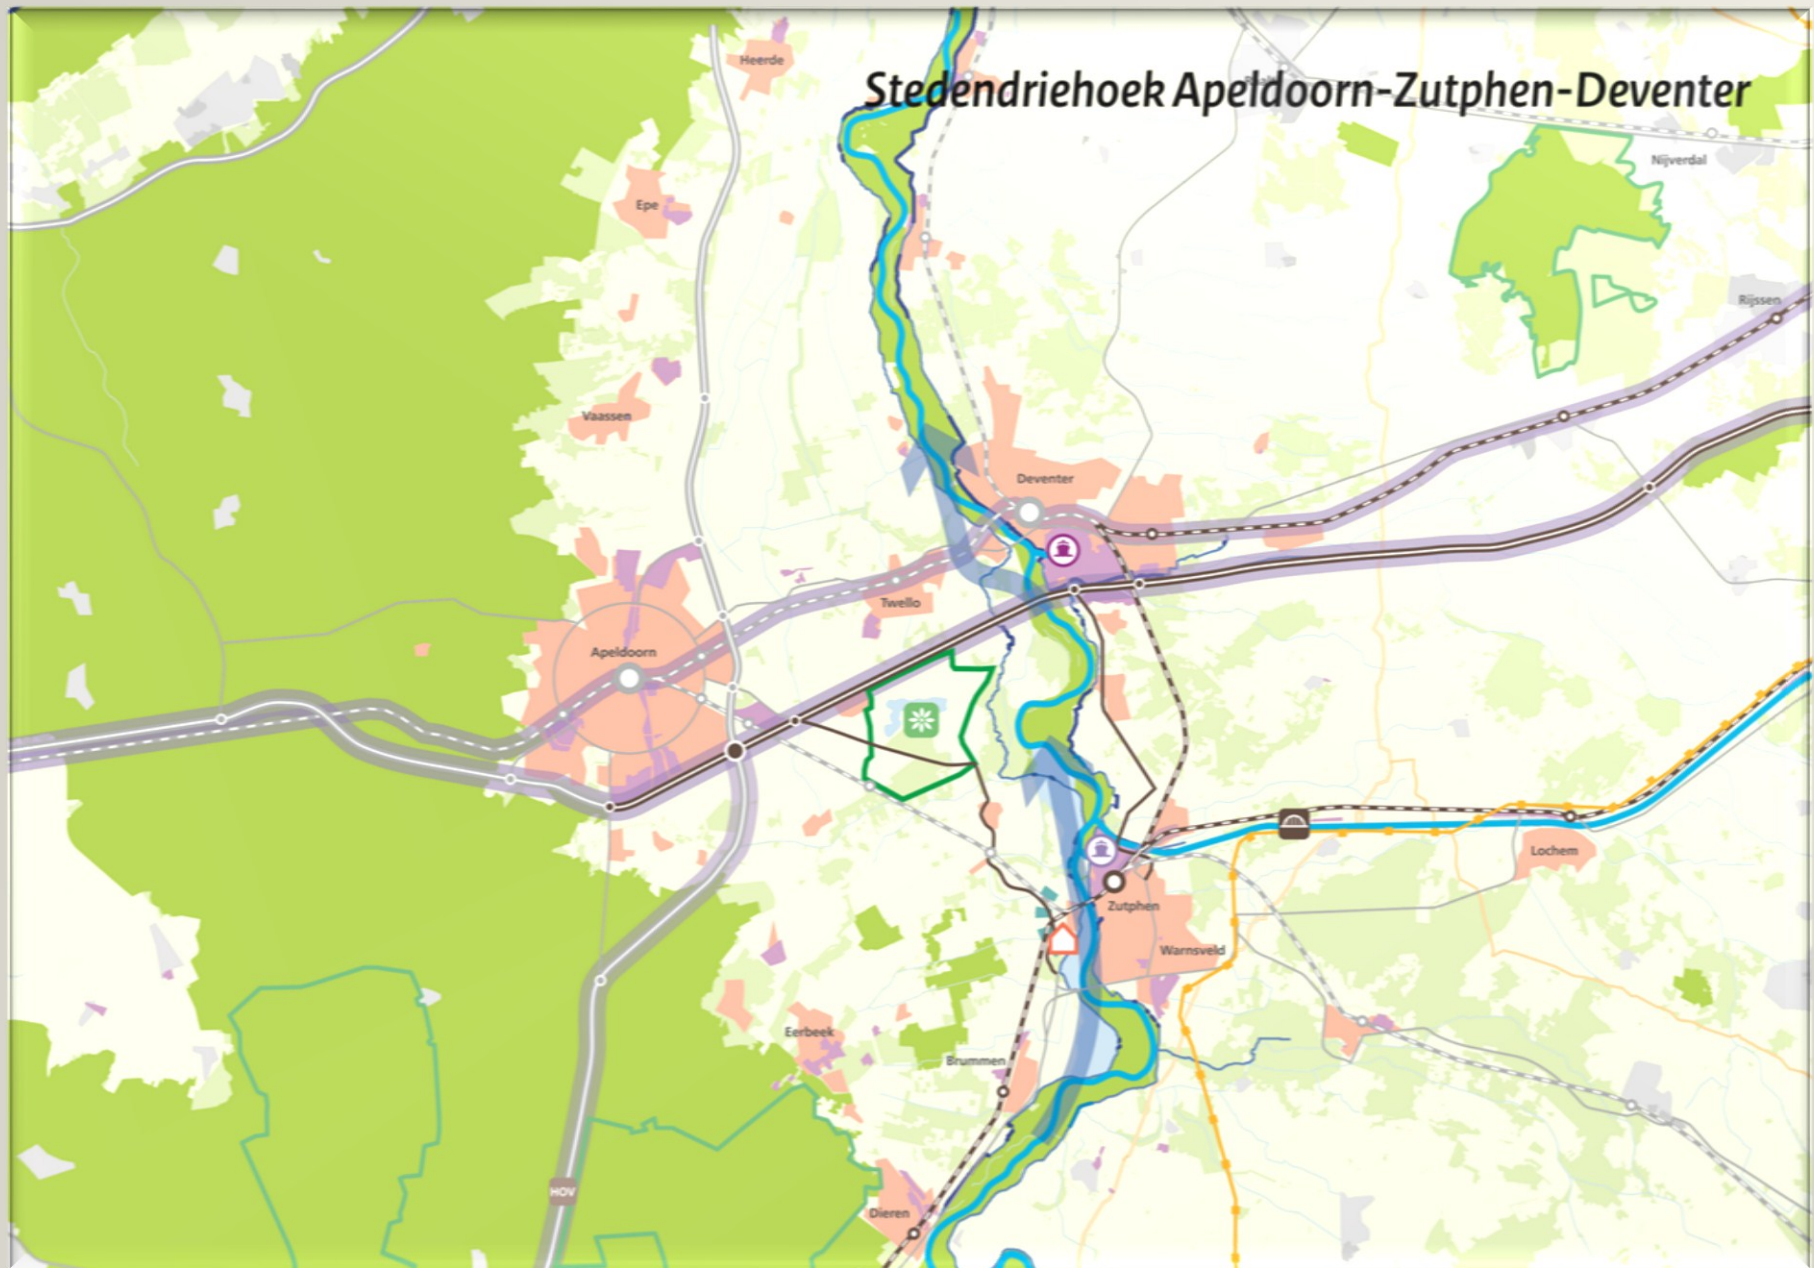 Heerde
Stedendriehoek Apeldoorn-Zutphen-Deventer
Nijverdal
Epe
Rijssen
Vaassen
Deventer
Twello
Apeldoorn
Lochem
Zutphen
Warnsveld
Eerbeek
Brummen
HOV
Dieren